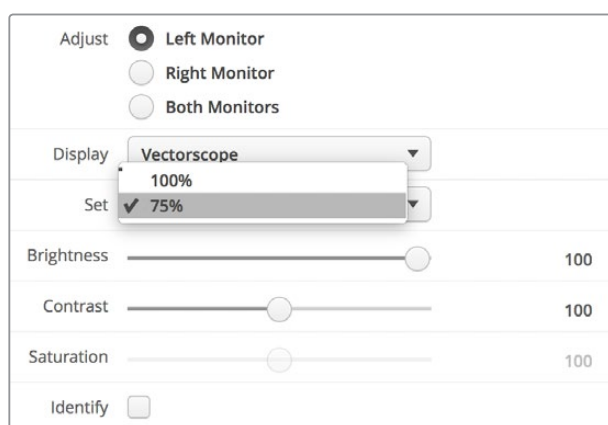 Adjust
Left Monitor
Right Monitor
Both Monitors
Display
Vectorscope
100%
Set
75%
Brightness
100
Contrast
100
Saturation
100
Identify